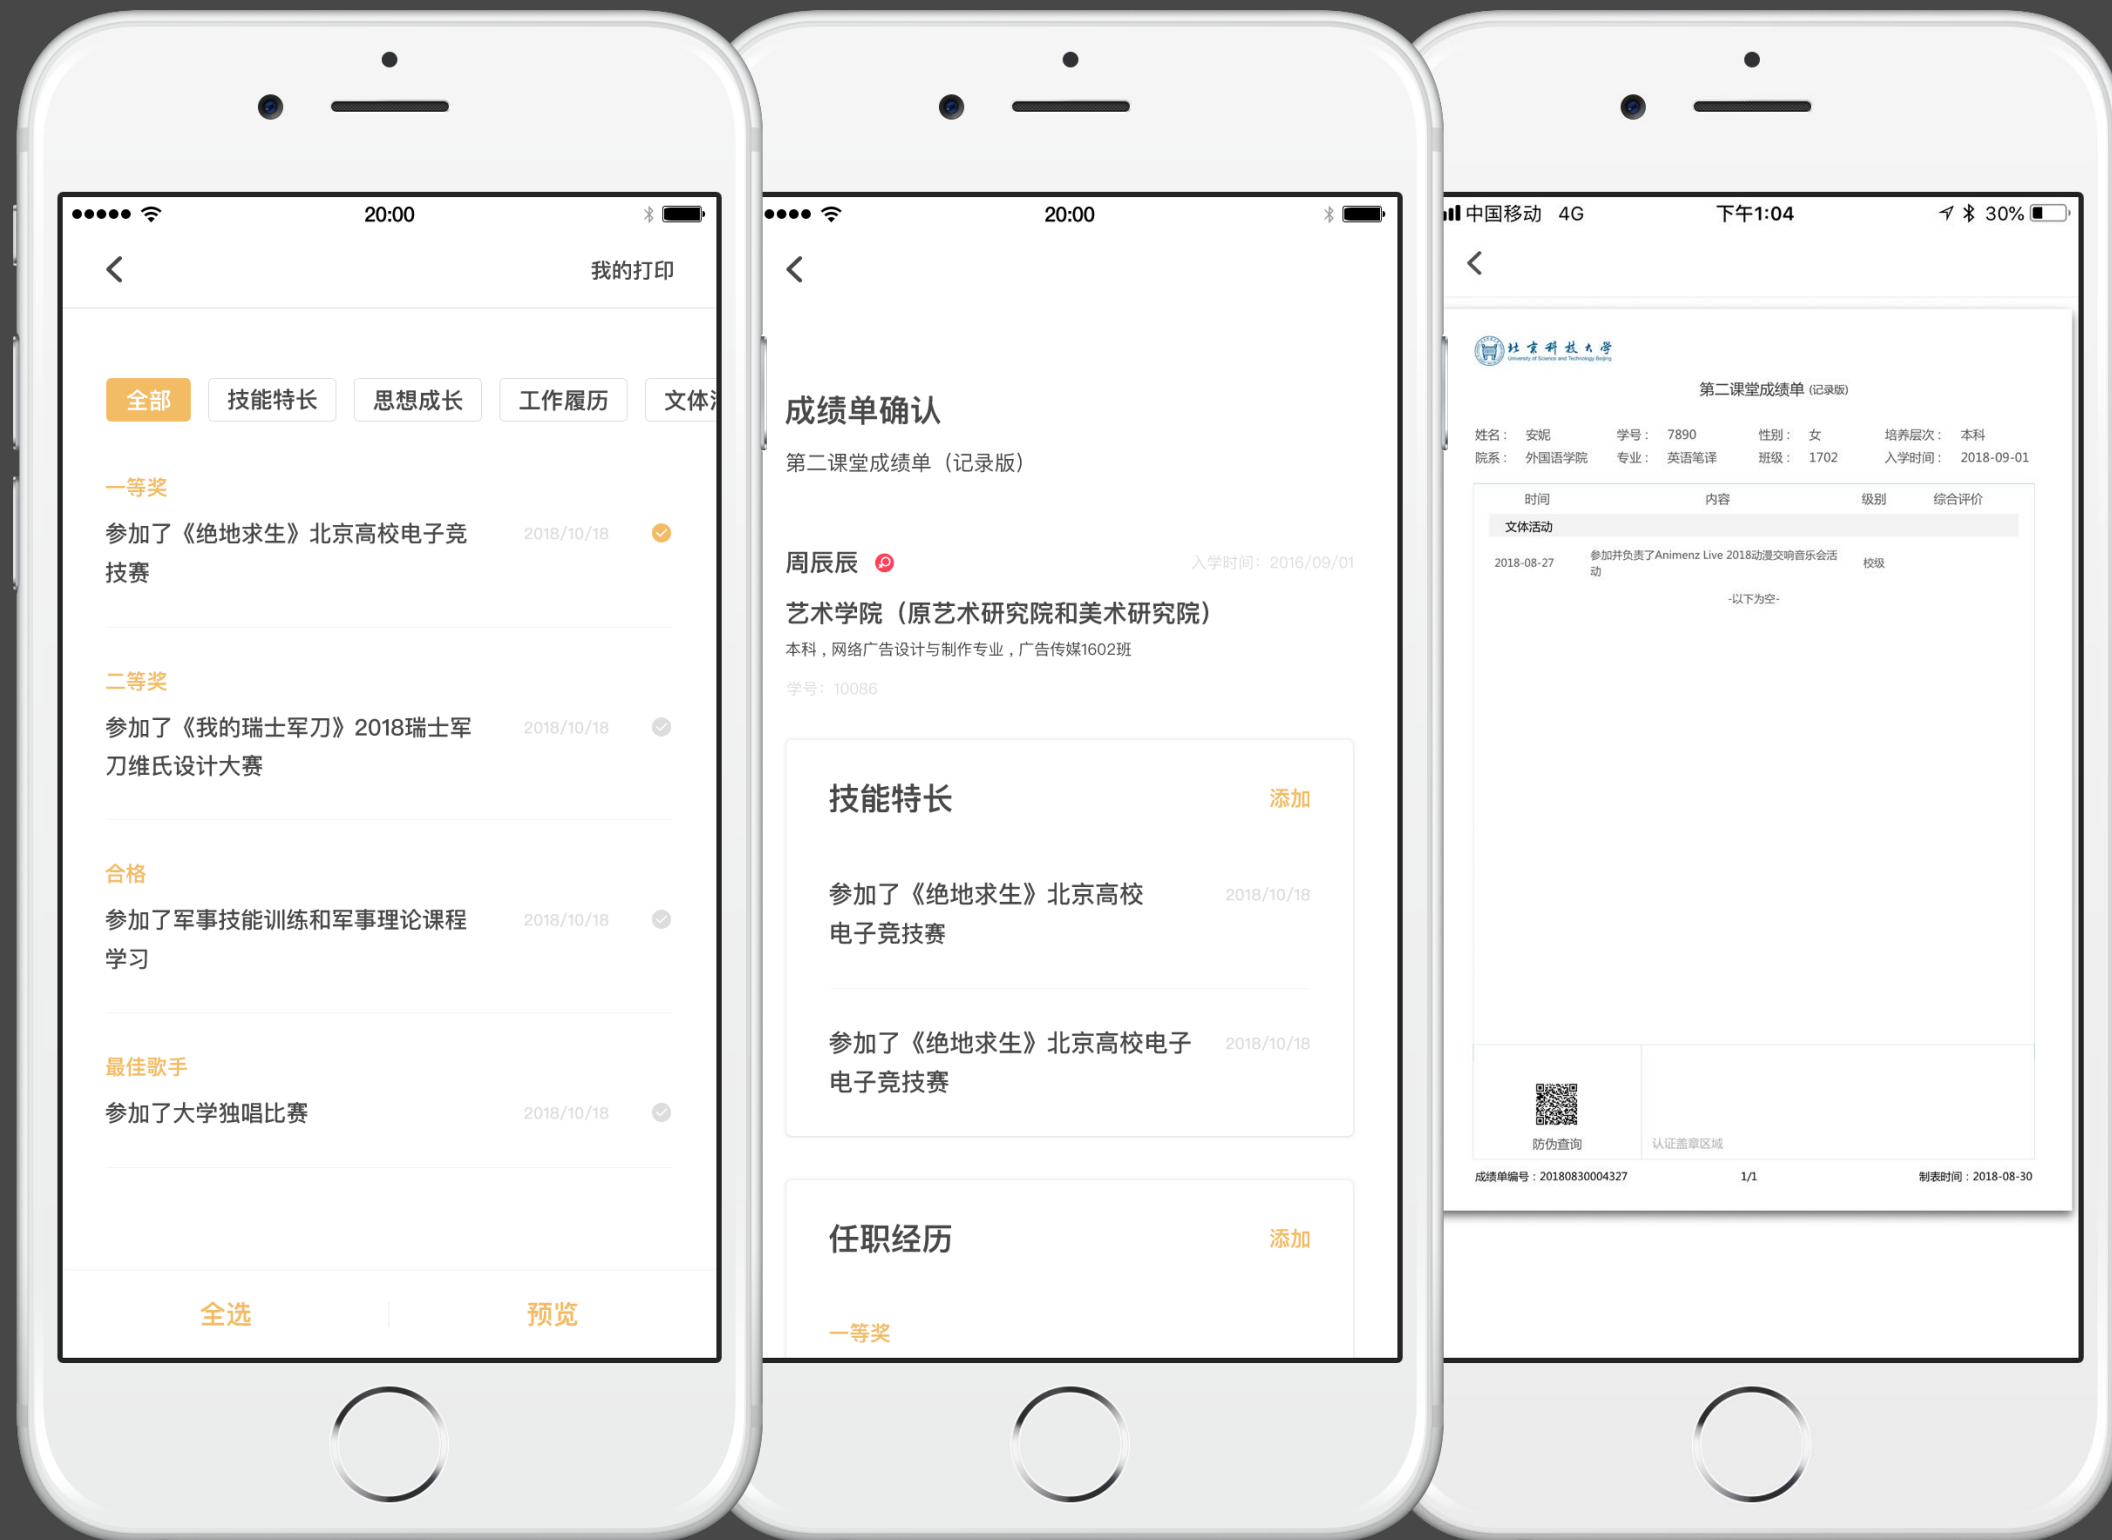 20:00
我的打印
全部 技能特长 思想成长 工作履历 文体
一等奖
参加了《绝地求生》北京高校电子竞 2018/10/18
技赛
二等奖
参加了《我的瑞士军刀》2018瑞士军 2018/10/18
刀维氏设计大赛
合格
参加了军事技能训练和军事理论课程 2018/10/18
学习
最佳歌手
参加了大学独唱比赛 2018/10/18
全选 预览
20:00
成绩单确认
第二课堂成绩单（记录版）
周辰辰 入学时间：2016/09/01
艺术学院（原艺术研究院和美术研究院）
本科，网络广告设计与制作专业，广告传媒1602班
学号：10086
技能特长 添加
参加了《绝地求生》北京高校 2018/10/18
电子竞技赛
参加了《绝地求生》北京高校电子 2018/10/18
电子竞技赛
任职经历 添加
一等奖
中国移动 4G 下午1:04 30%
北京科技大学
University of Science and Technology Beijing
第二课堂成绩单 (记录版)
姓名： 安妮 学号： 7890 性别： 女 培养层次： 本科
院系： 外国语学院 专业： 英语笔译 班级： 1702 入学时间： 2018-09-01
时间 内容 级别 综合评价
文体活动
2018-08-27 参加并负责了Animenz Live 2018动漫交响音乐会活 校级
动
-以下为空-
防伪查询 认证盖章区域
成绩单编号：20180830004327 1/1 制表时间：2018-08-30